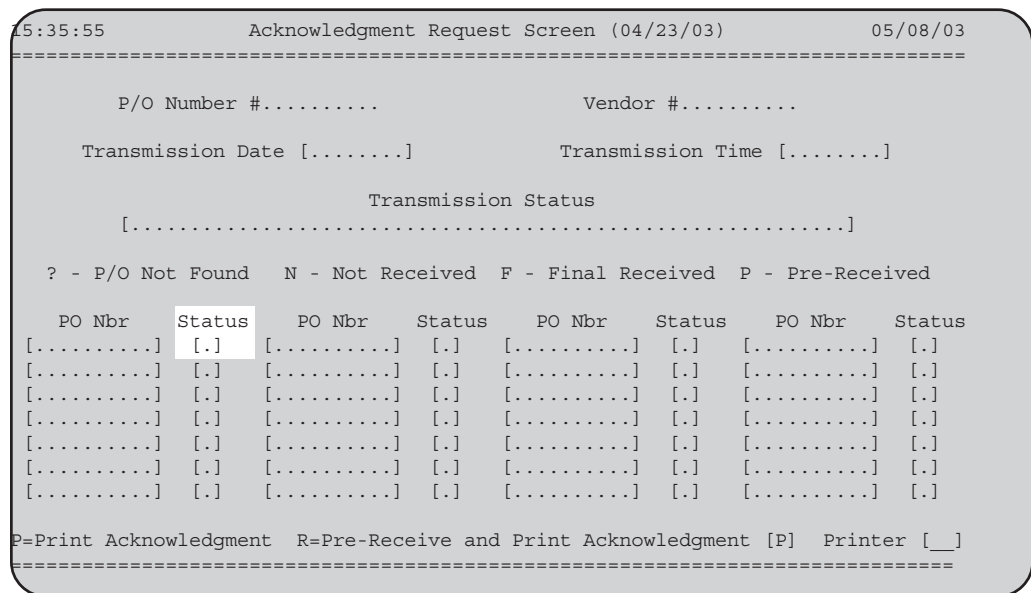 15:35:55 Acknowledgment Request Screen (04/23/03) 05/08/03
================================================================================
P/O Number #.......... Vendor #..........
Transmission Date [........] Transmission Time [........]
Transmission Status
[............................................................]
? - P/O Not Found N - Not Received F - Final Received P - Pre-Received
PO Nbr Status PO Nbr Status PO Nbr Status PO Nbr Status
[..........] [.] [..........] [.] [..........] [.] [..........] [.]
[..........] [.] [..........] [.] [..........] [.] [..........] [.]
[..........] [.] [..........] [.] [..........] [.] [..........] [.]
[..........] [.] [..........] [.] [..........] [.] [..........] [.]
[..........] [.] [..........] [.] [..........] [.] [..........] [.]
[..........] [.] [..........] [.] [..........] [.] [..........] [.]
[..........] [.] [..........] [.] [..........] [.] [..........] [.]
P=Print Acknowledgment R=Pre-Receive and Print Acknowledgment [P] Printer [__]
===============================================================================